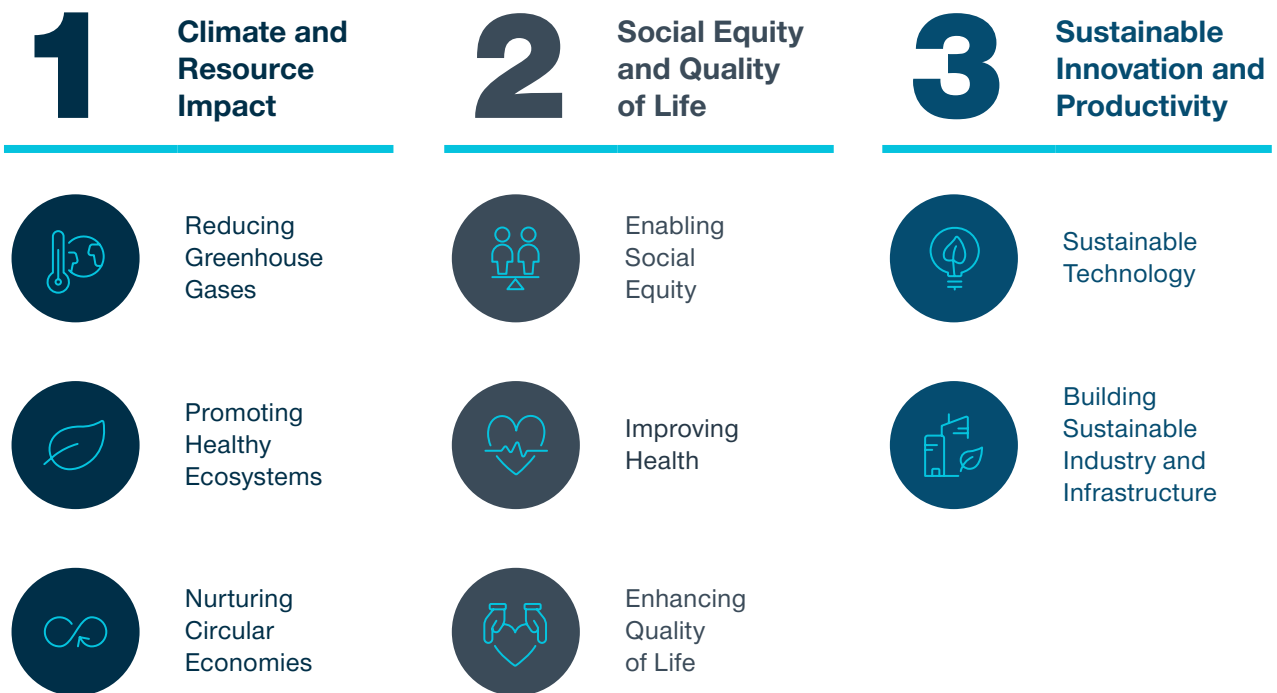 1
Climate and
Resource
Impact
Reducing
Greenhouse
Gases
Promoting
Healthy
Ecosystems
Nurturing
Circular
Economies
2
Social Equity
and Quality
of Life
Enabling
Social
Equity
Improving
Health
Enhancing
Quality
of Life
3
Sustainable
Innovation and
Productivity
Sustainable
Technology
Building
Sustainable
Industry and
Infrastructure